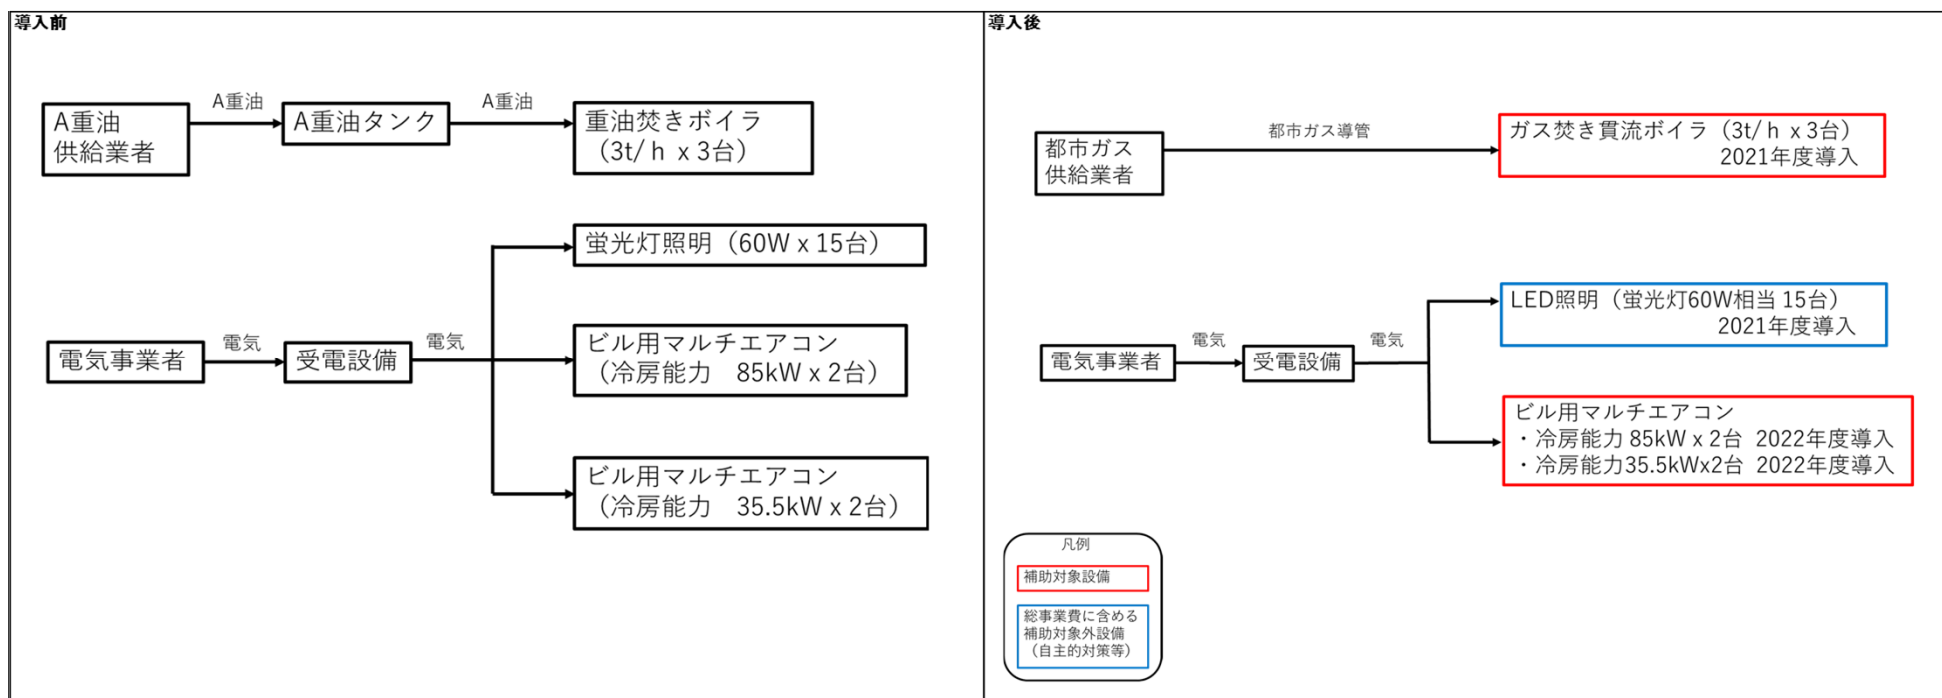 導入前
A重油
供給業者
A重油
A重油タンク
A重油
重油焚きボイラ
（3t/ｈ x 3台）
蛍光灯照明（60W x 15台）
電気事業者
電気
受電設備
電気
ビル用マルチエアコン
（冷房能力　85kW x 2台）
ビル用マルチエアコン
（冷房能力　35.5kW x 2台）
導入後
都市ガス
供給業者
都市ガス導管
ガス焚き貫流ボイラ（3t/ｈ x 3台）
2021年度導入
LED照明（蛍光灯60W相当 15台）
2021年度導入
電気事業者
電気
受電設備
電気
ビル用マルチエアコン
・冷房能力 85kW x 2台 2022年度導入
・冷房能力35.5kWx2台 2022年度導入
凡例
補助対象設備
総事業費に含める
補助対象外設備
（自主的対策等）